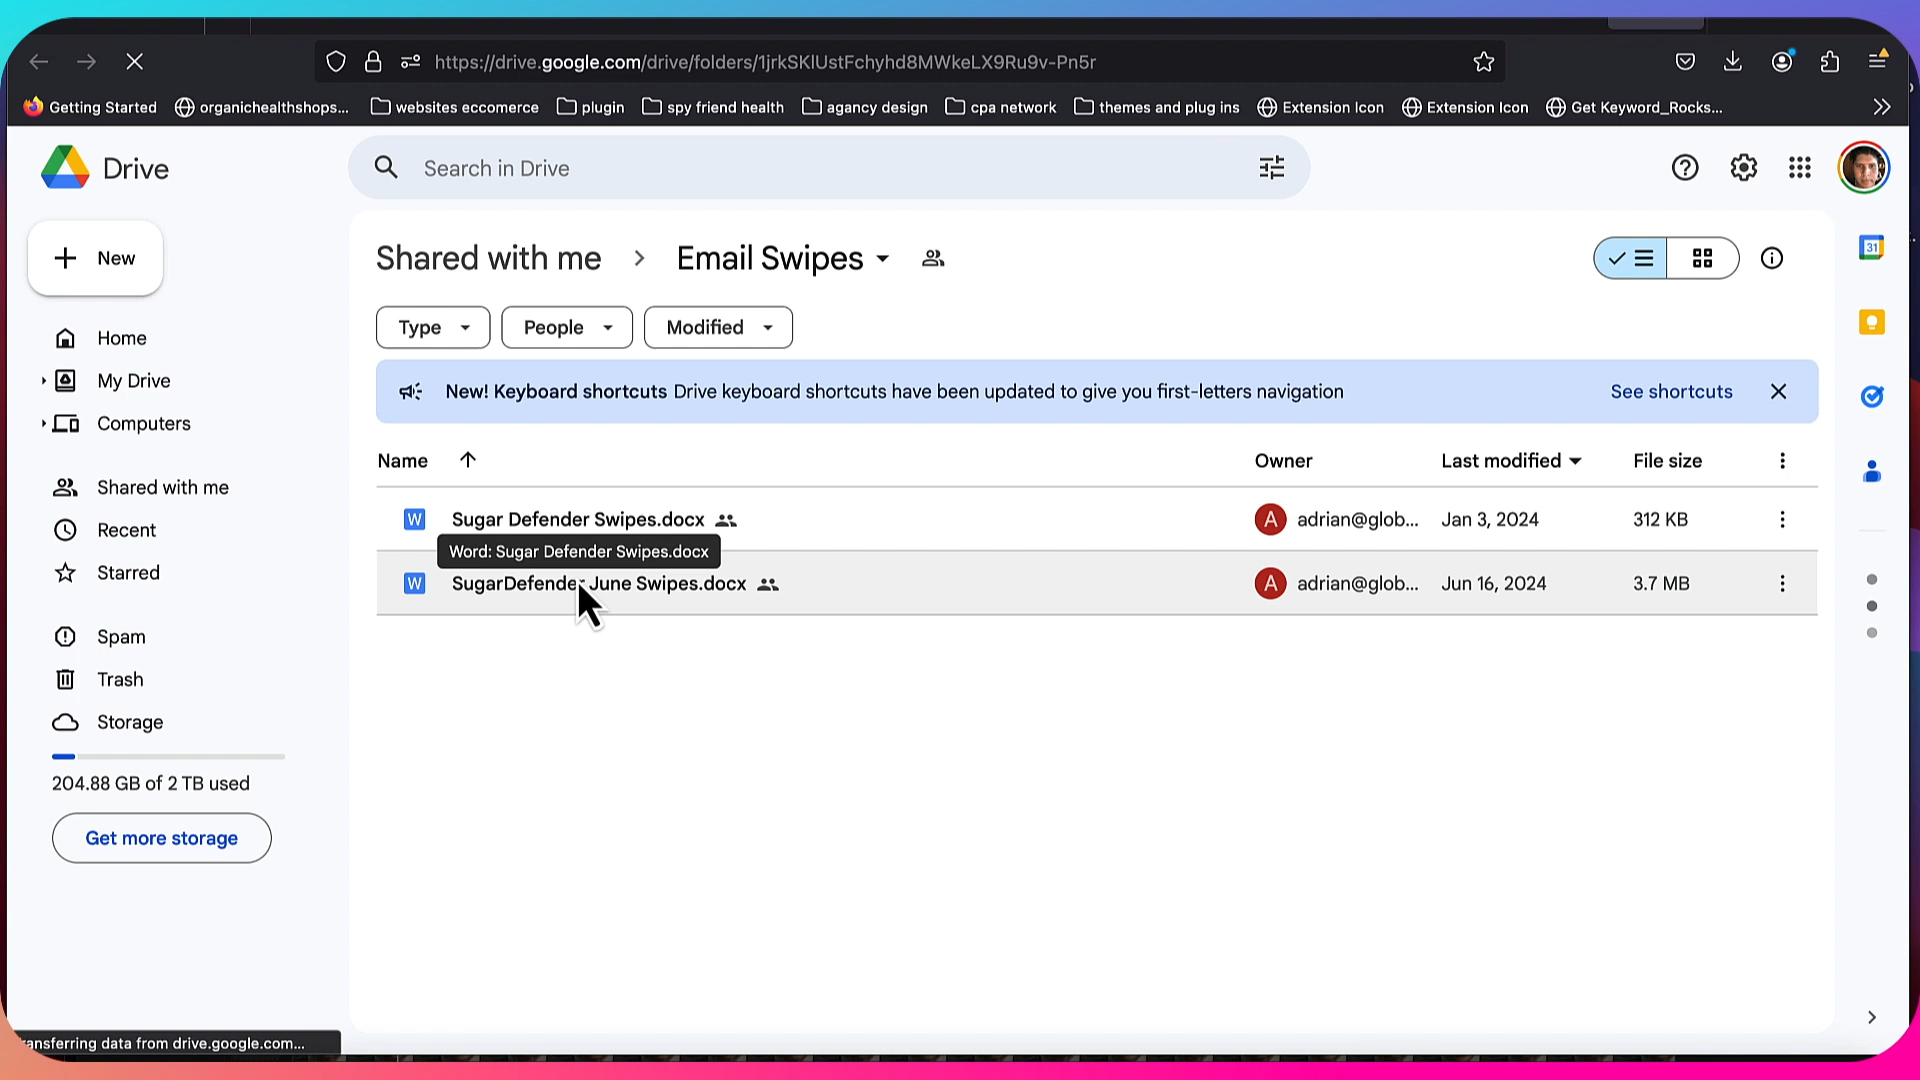 https://drive.google.com/drive/folders/1jrkSKlUstFchyhd8MWkeLX9Ru9v-Pn5r
Getting Started organichealthshops... websites eccomerce plugin spy friend health agancy design cpa network themes and plug ins Extension Icon Extension Icon Get Keyword_Rocks...
Drive
Search in Drive
New
Shared with me > Email Swipes
31
Home
My Drive
Computers
Shared with me
Recent
Starred
Spam
Trash
Storage
204.88 GB of 2 TB used
Get more storage
Type People Modified
New! Keyboard shortcuts Drive keyboard shortcuts have been updated to give you first-letters navigation See shortcuts
Name Owner Last modified File size
W Sugar Defender Swipes.docx A adrian@glob... Jan 3, 2024 312 KB
Word: Sugar Defender Swipes.docx
W SugarDefender June Swipes.docx A adrian@glob... Jun 16, 2024 3.7 MB
ansferring data from drive.google.com...